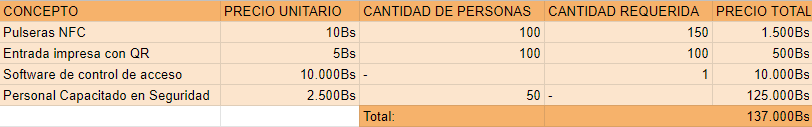 CONCEPTO PRECIO UNITARIO CANTIDAD DE PERSONAS CANTIDAD REQUERIDA PRECIO TOTAL
Pulseras NFC 10Bs 100 150 1.500Bs
Entrada impresa con QR 5Bs 100 100 500Bs
Software de control de acceso 10.000Bs - 1 10.000Bs
Personal Capacitado en Seguridad 2.500Bs 50 - 125.000Bs
Total: 137.000Bs